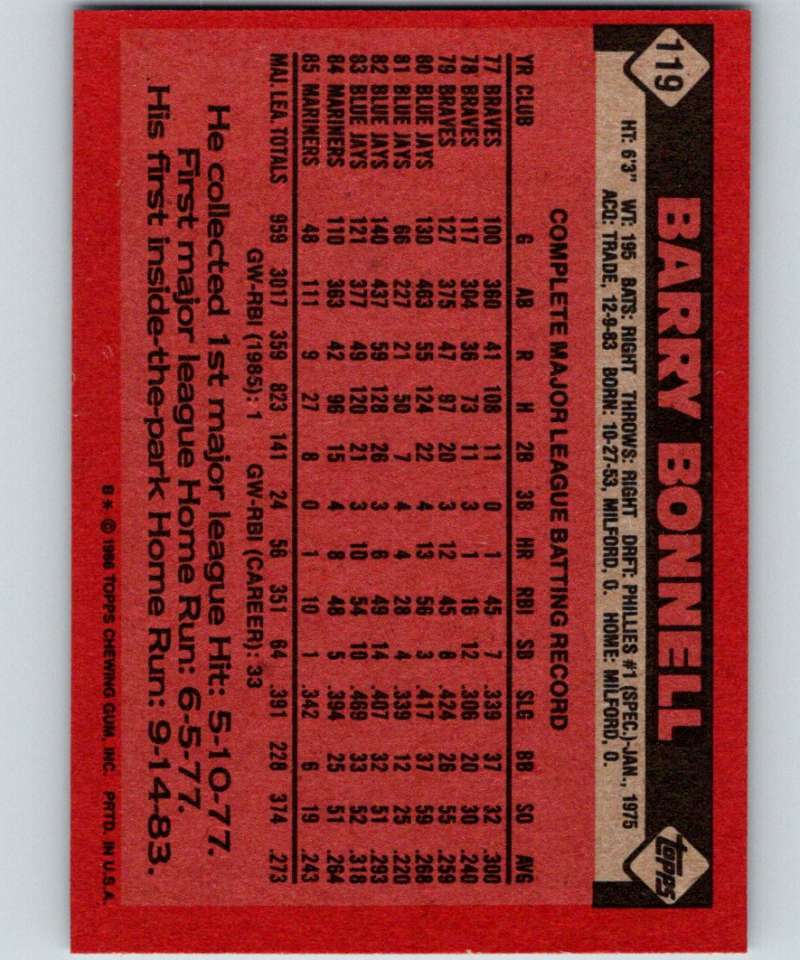 119
BARRY BONNELL
topps
HT: 6'3" WT: 195 BATS: RIGHT THROWS: RIGHT DRFT: PHILLIES #1 (SPEC.)-JAN., 1975
ACQ: TRADE, 12-9-83 BORN: 10-27-53, MILFORD, O. HOME: MILFORD, O.
COMPLETE MAJOR LEAGUE BATTING RECORD
YR CLUB G AB R H 2B 3B HR RBI SB SLG BB SO AVG
77 BRAVES 100 360 41 108 11 0 1 45 7 .339 37 32 .300
78 BRAVES 117 304 36 73 11 3 1 16 12 .306 20 30 .240
79 BRAVES 127 375 47 97 20 3 12 45 8 .424 26 55 .259
80 BLUE JAYS 130 463 55 124 22 4 13 56 3 .417 37 59 .268
81 BLUE JAYS 66 227 21 50 7 4 4 28 4 .339 12 25 .220
82 BLUE JAYS 140 437 59 128 26 3 6 49 14 .407 32 51 .293
83 BLUE JAYS 121 377 49 120 21 3 10 54 10 .469 33 52 .318
84 MARINERS 110 363 42 96 15 4 8 48 5 .394 25 51 .264
85 MARINERS 48 111 9 27 8 0 1 10 1 .342 6 19 .243
MAJ. LEA TOTALS 959 3017 359 823 141 24 56 351 64 .391 228 374 .273
GW-RBI (1985): 1 GW-RBI (CAREER): 33
He collected 1st major league Hit: 5-10-77.
First major league Home Run: 6-5-77.
His first inside-the-park Home Run: 9-14-83.
B* © 1986 TOPPS CHEWING GUM, INC. PRTD. IN U.S.A.